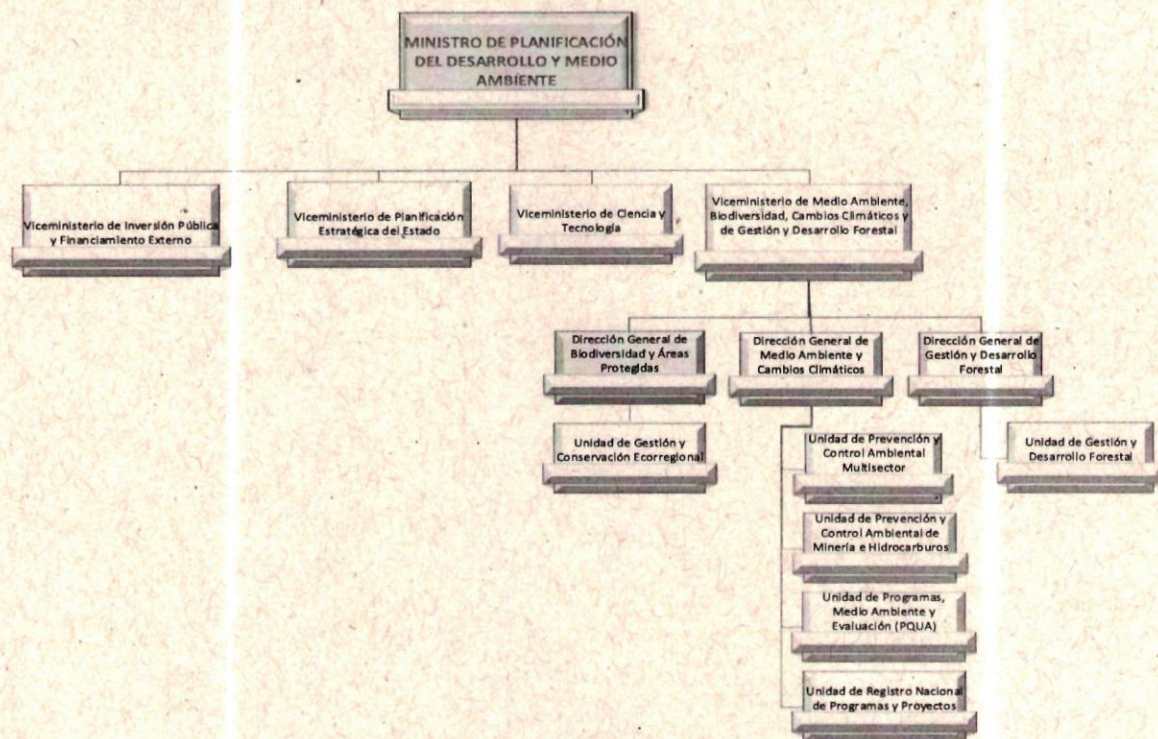 MINISTRO DE PLANIFICACIÓN
DEL DESARROLLO Y MEDIO
AMBIENTE
Viceministerio de Inversión Pública
y Financiamiento Externo
Viceministerio de Planificación
Estratégica del Estado
Viceministerio de Ciencia y
Tecnología
Viceministerio de Medio Ambiente,
Biodiversidad, Cambios Climáticos y
de Gestión y Desarrollo Forestal
Dirección General de
Biodiversidad y Áreas
Protegidas
Dirección General de
Medio Ambiente y
Cambios Climáticos
Dirección General de
Gestión y Desarrollo
Forestal
Unidad de Gestión y
Conservación Ecorregional
Unidad de Prevención y
Control Ambiental
Multisector
Unidad de Gestión y
Desarrollo Forestal
Unidad de Prevención y
Control Ambiental de
Minería e Hidrocarburos
Unidad de Programas,
Medio Ambiente y
Evaluación (PQUA)
Unidad de Registro Nacional
de Programas y Proyectos